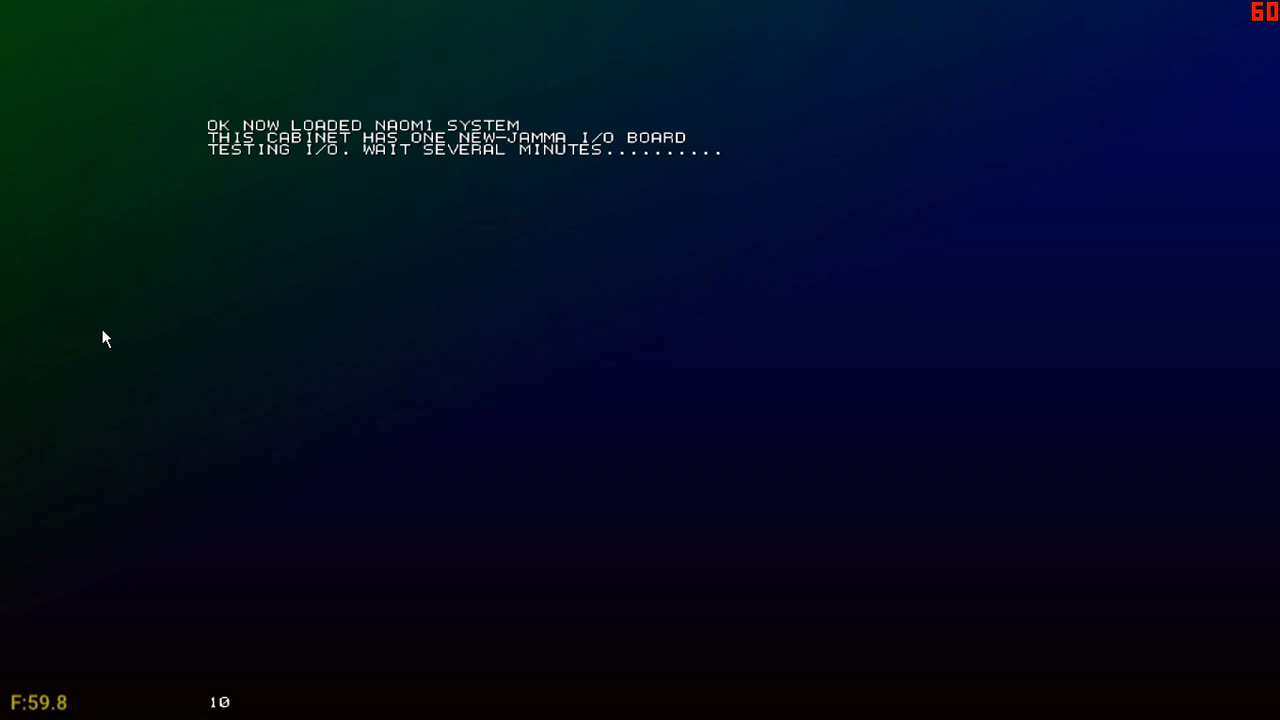 60
OK NOW LOADED NAOMI SYSTEM
THIS CABINET HAS ONE NEW-JAMMA I/O BOARD
TESTING I/O. WAIT SEVERAL MINUTES..........
F:59.8
10